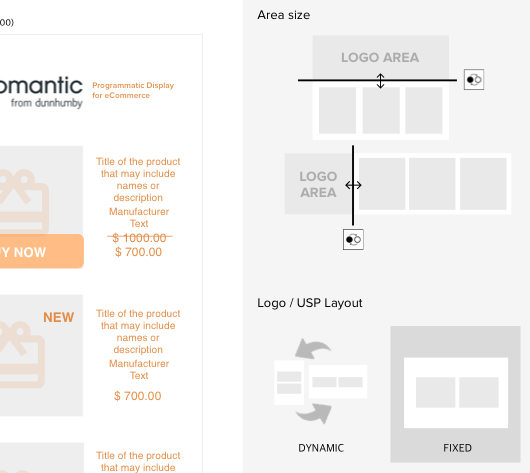 00)
omantic
from dunnhumby
Programmatic Display
for eCommerce
Title of the product
that may include
names or
description
Manufacturer
Text
$ 1000.00
$ 700.00
Y NOW
NEW
Title of the product
that may include
names or
description
Manufacturer
Text
$ 700.00
Title of the product
that may include
Area size
LOGO AREA
LOGO
AREA
Logo / USP Layout
DYNAMIC
FIXED